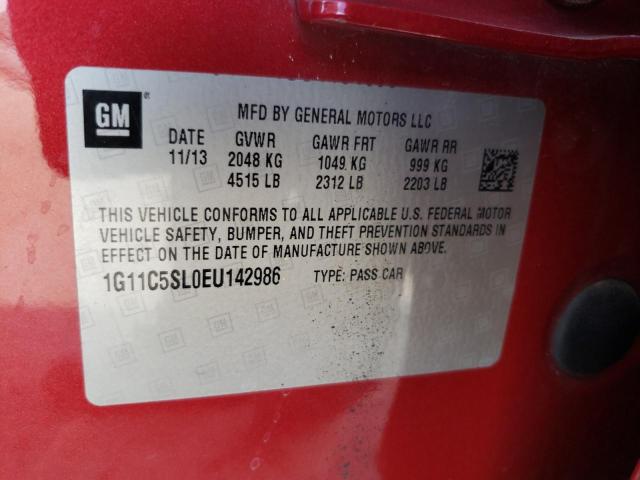 GM ®
MFD BY GENERAL MOTORS LLC
DATE GVWR GAWR FRT GAWR RR
11/13 2048 KG 1049 KG 999 KG
4515 LB 2312 LB 2203 LB
THIS VEHICLE CONFORMS TO ALL APPLICABLE U.S. FEDERAL MOTOR
VEHICLE SAFETY, BUMPER, AND THEFT PREVENTION STANDARDS IN
EFFECT ON THE DATE OF MANUFACTURE SHOWN ABOVE.
1G11C5SL0EU142986 TYPE: PASS CAR